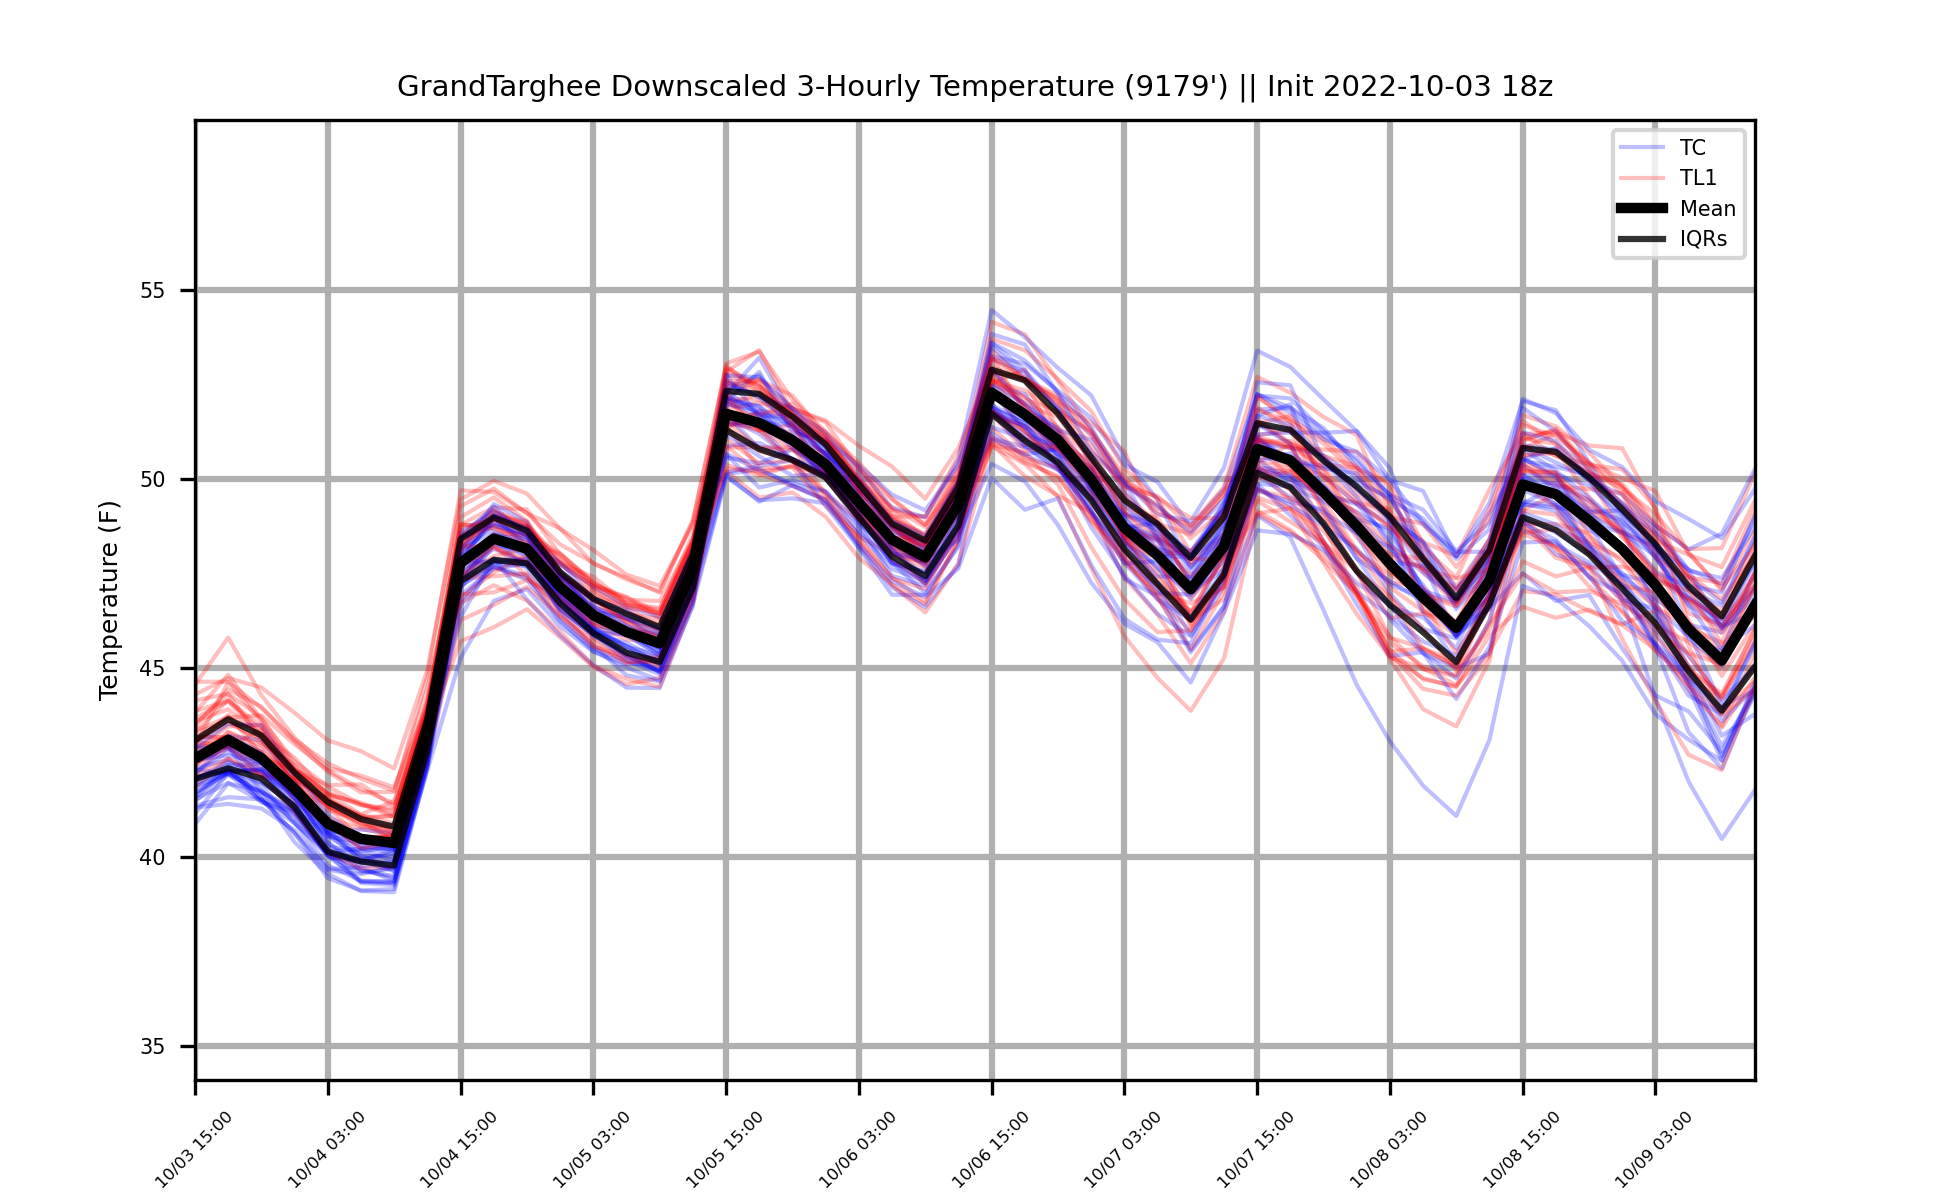 GrandTarghee Downscaled 3-Hourly Temperature (9179') || Init 2022-10-03 18z
TC
TL1
Mean
IQRs
Temperature (F)
55
50
45
40
35
10/03 15:00
10/04 03:00
10/04 15:00
10/05 03:00
10/05 15:00
10/06 03:00
10/06 15:00
10/07 03:00
10/07 15:00
10/08 03:00
10/08 15:00
10/09 03:00